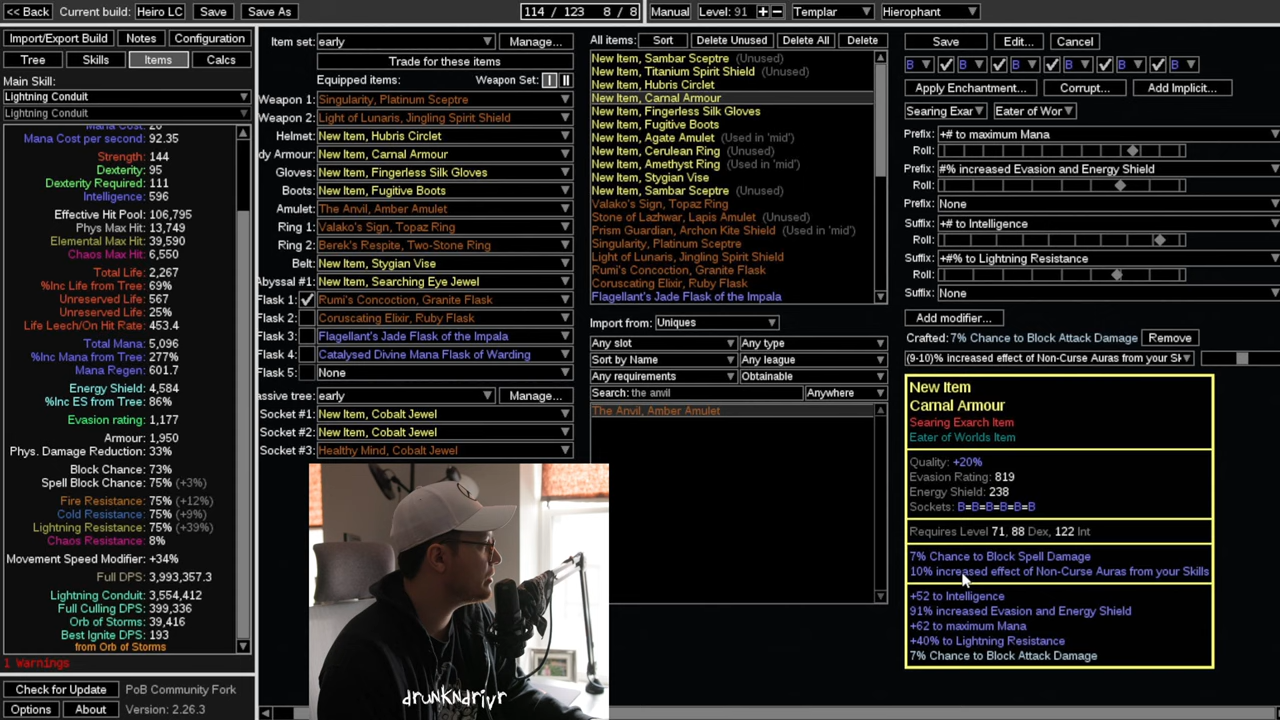 << Back
Current build: Heiro LC
Save
Save As
114 / 123 8 / 8
Manual
Level: 91
Templar
Hierophant
Import/Export Build
Notes
Configuration
Tree
Skills
Items
Calcs
Main Skill:
Lightning Conduit
Lightning Conduit
Mana Cost: 20
Mana Cost per second: 92.35
Strength: 144
Dexterity: 95
Dexterity Required: 111
Intelligence: 596
Effective Hit Pool: 106,795
Phys Max Hit: 13,749
Elemental Max Hit: 39,590
Chaos Max Hit: 6,550
Total Life: 2,267
%Inc Life from Tree: 69%
Unreserved Life: 567
Unreserved Life: 25%
Life Leech/On Hit Rate: 453.4
Total Mana: 5,096
%Inc Mana from Tree: 277%
Mana Regen: 601.7
Energy Shield: 4,584
%Inc ES from Tree: 86%
Evasion rating: 1,177
Armour: 1,950
Phys. Damage Reduction: 33%
Block Chance: 73%
Spell Block Chance: 75% (+3%)
Fire Resistance: 75% (+12%)
Cold Resistance: 75% (+9%)
Lightning Resistance: 75% (+39%)
Chaos Resistance: 8%
Movement Speed Modifier: +34%
Full DPS: 3,993,357.3
Lightning Conduit: 3,554,412
Full Culling DPS: 399,336
Orb of Storms: 39,416
Best Ignite DPS: 193
from Orb of Storms
1 Warnings
Check for Update
PoB Community Fork
Options
About
Version: 2.26.3
Item set: early
Manage...
Trade for these items
Equipped items:
Weapon Set: I II
Weapon 1: Singularity, Platinum Sceptre
Weapon 2: Light of Lunaris, Jingling Spirit Shield
Helmet: New Item, Hubris Circlet
dy Armour: New Item, Carnal Armour
Gloves: New Item, Fingerless Silk Gloves
Boots: New Item, Fugitive Boots
Amulet: The Anvil, Amber Amulet
Ring 1: Valako's Sign, Topaz Ring
Ring 2: Berek's Respite, Two-Stone Ring
Belt: New Item, Stygian Vise
Abyssal #1: New Item, Searching Eye Jewel
Flask 1: Rumi's Concoction, Granite Flask
Flask 2: Coruscating Elixir, Ruby Flask
Flask 3: Flagellant's Jade Flask of the Impala
Flask 4: Catalysed Divine Mana Flask of Warding
Flask 5: None
assive tree: early
Manage...
Socket #1: New Item, Cobalt Jewel
Socket #2: New Item, Cobalt Jewel
Socket #3: Healthy Mind, Cobalt Jewel
drunkndrivr
All items:
Sort
Delete Unused
Delete All
Delete
New Item, Sambar Sceptre (Unused)
New Item, Titanium Spirit Shield (Unused)
New Item, Hubris Circlet
New Item, Carnal Armour
New Item, Fingerless Silk Gloves
New Item, Fugitive Boots
New Item, Agate Amulet (Used in 'mid')
New Item, Cerulean Ring (Unused)
New Item, Amethyst Ring (Used in 'mid')
New Item, Stygian Vise
New Item, Sambar Sceptre (Unused)
Valako's Sign, Topaz Ring
Stone of Lazhwar, Lapis Amulet (Unused)
Prism Guardian, Archon Kite Shield (Used in 'mid')
Singularity, Platinum Sceptre
Light of Lunaris, Jingling Spirit Shield
Rumi's Concoction, Granite Flask
Coruscating Elixir, Ruby Flask
Flagellant's Jade Flask of the Impala
Import from: Uniques
Any slot
Any type
Sort by Name
Any league
Any requirements
Obtainable
Search: the anvil
Anywhere
The Anvil, Amber Amulet
Save
Edit...
Cancel
B B B B B B
Apply Enchantment...
Corrupt...
Add Implicit...
Searing Exar
Eater of Wor
Prefix: +# to maximum Mana
Roll:
Prefix: #% increased Evasion and Energy Shield
Roll:
Prefix: None
Suffix: +# to Intelligence
Roll:
Suffix: +#% to Lightning Resistance
Roll:
Suffix: None
Add modifier...
Crafted: 7% Chance to Block Attack Damage
Remove
(9-10)% increased effect of Non-Curse Auras from your Sk
New Item
Carnal Armour
Searing Exarch Item
Eater of Worlds Item
Quality: +20%
Evasion Rating: 819
Energy Shield: 238
Sockets: B=B=B=B=B=B
Requires Level 71, 88 Dex, 122 Int
7% Chance to Block Spell Damage
10% increased effect of Non-Curse Auras from your Skills
+52 to Intelligence
91% increased Evasion and Energy Shield
+62 to maximum Mana
+40% to Lightning Resistance
7% Chance to Block Attack Damage